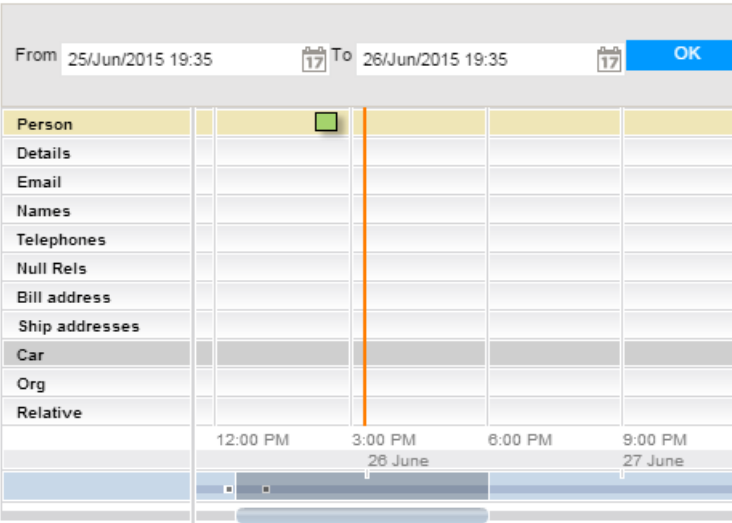 From 25/Jun/2015 19:35 17 To 26/Jun/2015 19:35 17 OK
Person
Details
Email
Names
Telephones
Null Rels
Bill address
Ship addresses
Car
Org
Relative
12:00 PM 3:00 PM 6:00 PM 9:00 PM
26 June 27 June